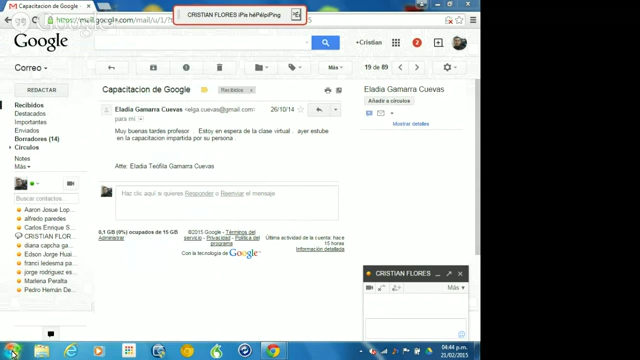 Capacitacion de Google
CRISTIAN FLORES
https://mail.google.com/mail/u/1/
Google
+Cristian
2
Correo
Más
19 de 89
REDACTAR
Capacitacion de Google
Recibidos x
Eladia Gamarra Cuevas
Añadir a círculos
Mostrar detalles
Eladia Gamarra Cuevas <elga.cuevas@gmail.com>
26/10/14
para mí
Muy buenas tardes profesor Estoy en espera de la clase virtual ayer estube
en la capacitacion impartida por su persona
Atte: Eladia Teófila Gamarra Cuevas
Recibidos
Destacados
Importantes
Enviados
Borradores (14)
Círculos
Notes
Más
Buscar contactos...
Aaron Josue Lop...
alfredo paredes
Carlos Enrique S...
CRISTIAN FLOR...
diana capcha ga...
Edson Jorge Huai...
franci ledesma pa...
jorge rodriguez es...
Marlena Peralta
Pedro Hernán De...
Haz clic aquí si quieres Responder o Reenviar el mensaje
0,1 GB (0%) ocupados de 15 GB
Administrar
©2015 Google - Términos del
servicio - Privacidad - Política del
programa
Con la tecnología de Google
Última actividad de la cuenta: hace
15 horas
Información detallada
CRISTIAN FLORES
Más
04:44 p.m.
21/02/2015